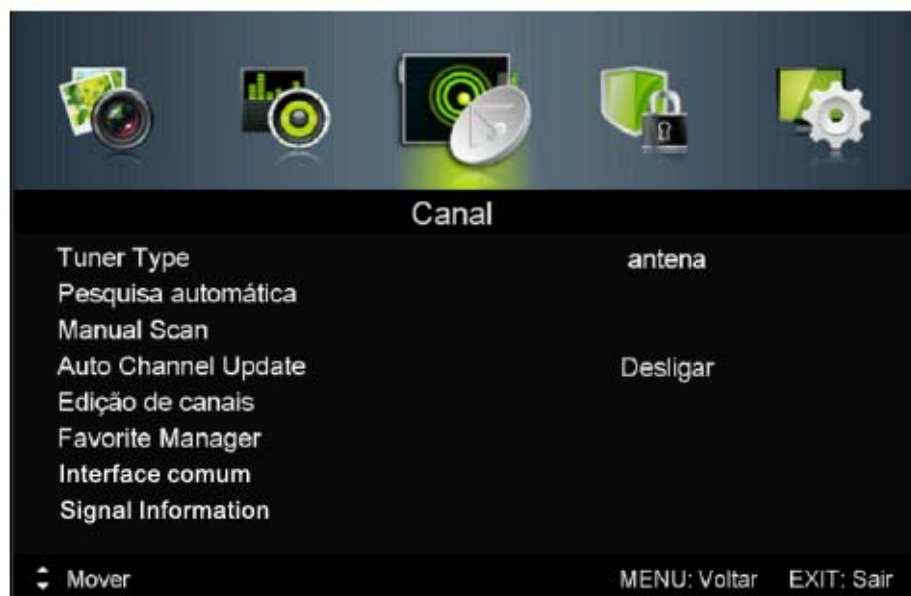 Canal
Tuner Type antena
Pesquisa automática
Manual Scan
Auto Channel Update Desligar
Edição de canais
Favorite Manager
Interface comum
Signal Information
Mover MENU: Voltar EXIT: Sair